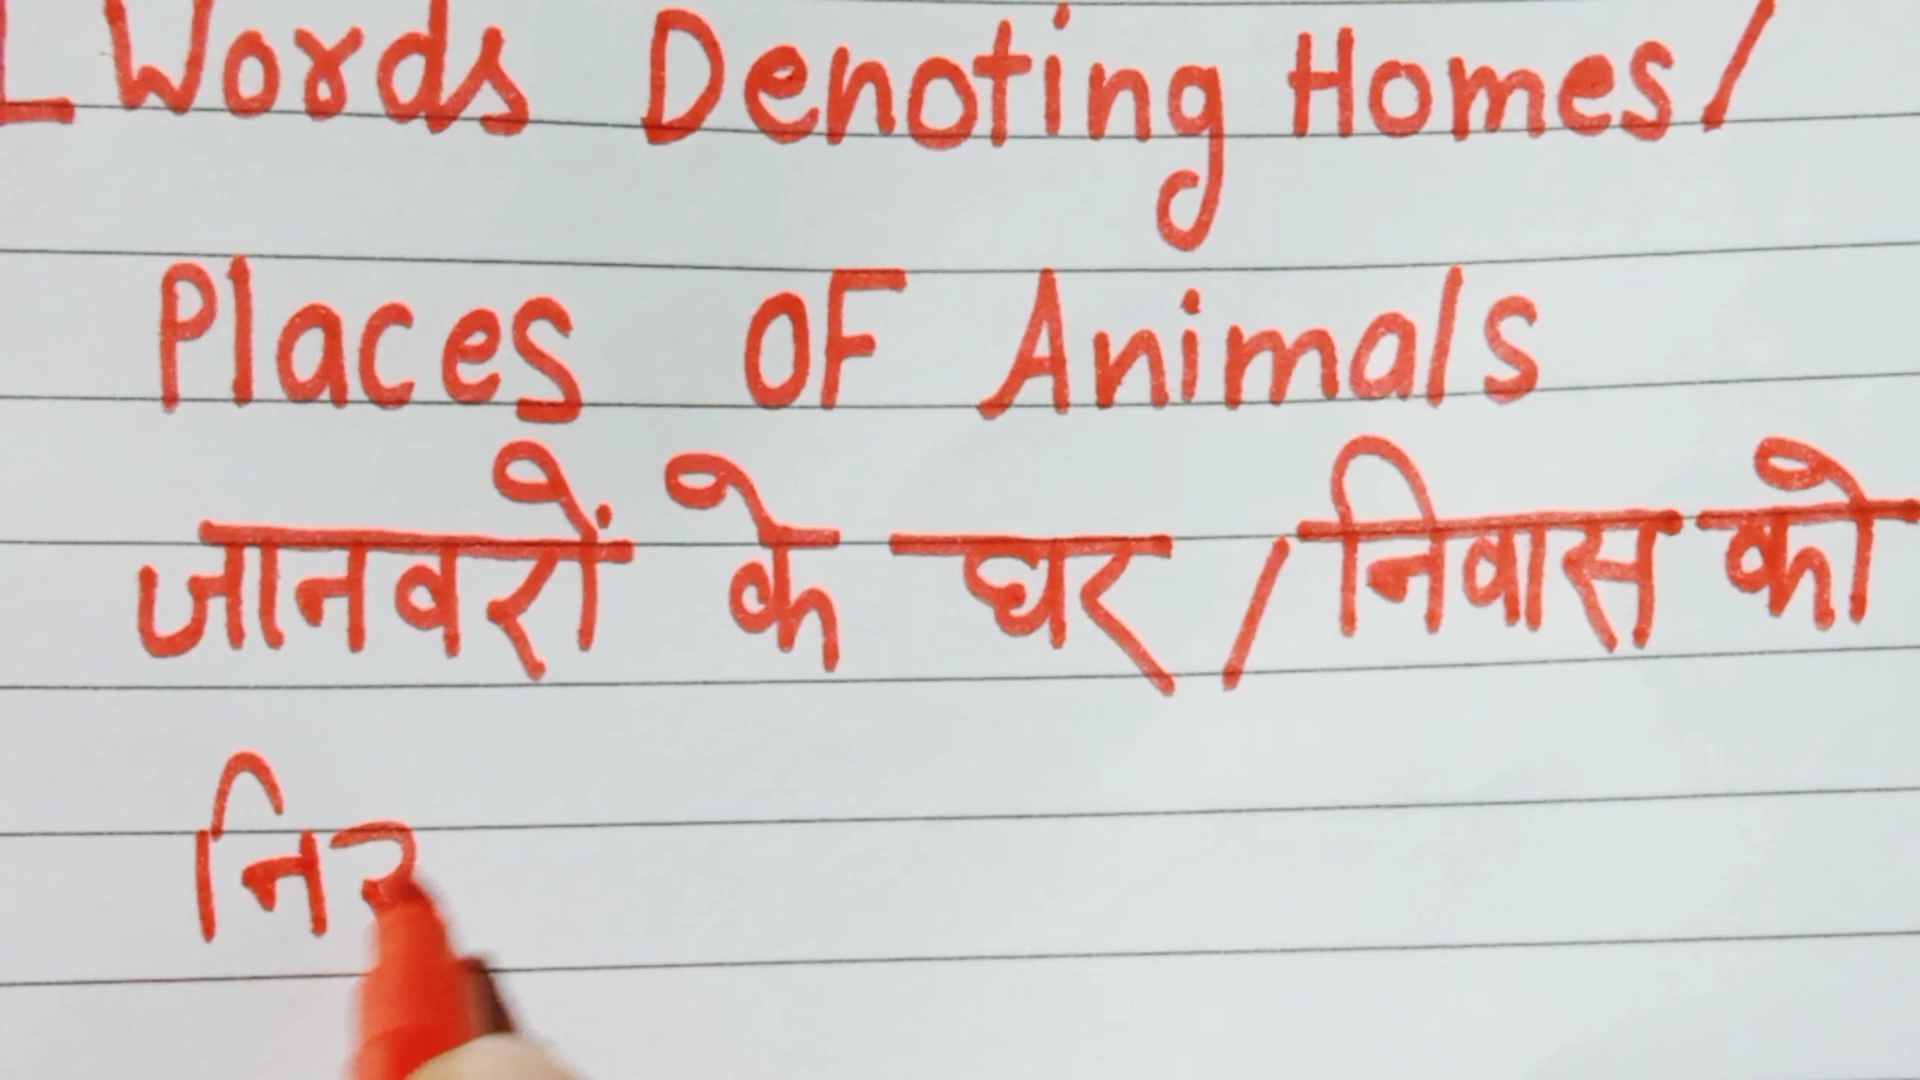 Words Denoting Homes/
Places OF Animals
जानवरों के घर / निवास को